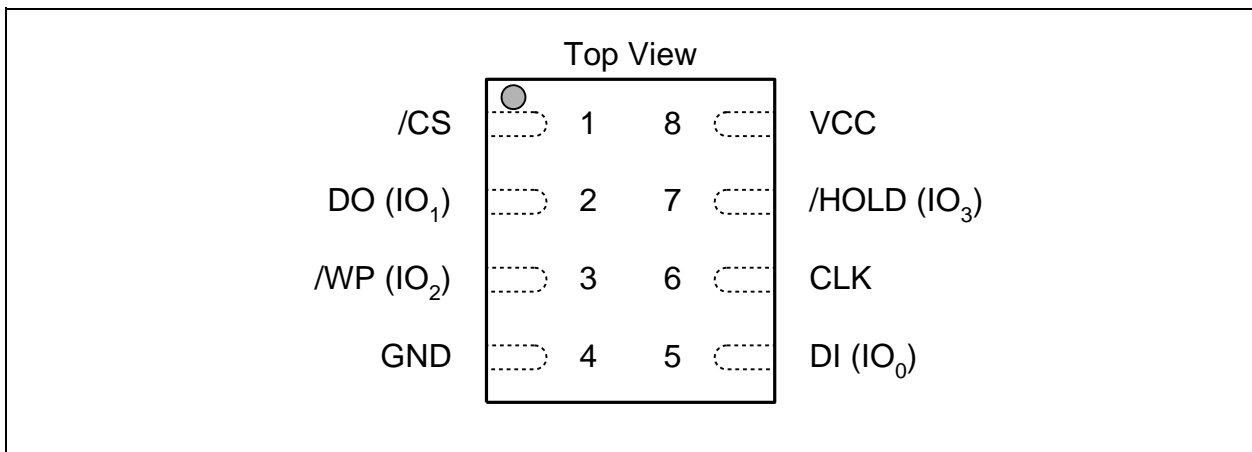 Top View
/CS 1 8 VCC
DO (IO₁) 2 7 /HOLD (IO₃)
/WP (IO₂) 3 6 CLK
GND 4 5 DI (IO₀)